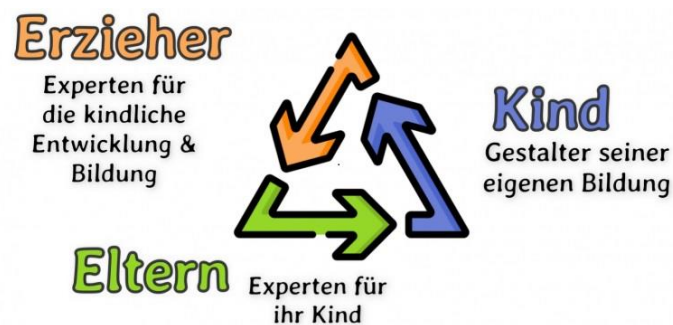 Erzieher
Experten für
die kindliche
Entwicklung &
Bildung
Kind
Gestalter seiner
eigenen Bildung
Eltern
Experten für
ihr Kind